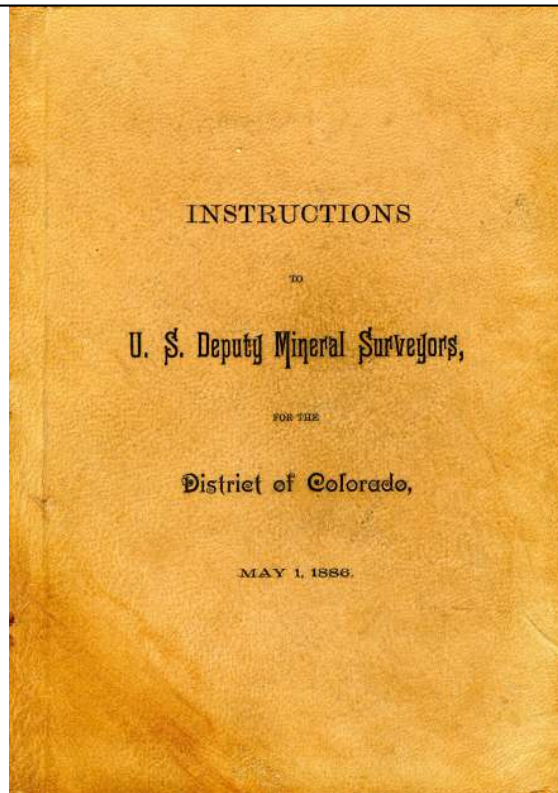 INSTRUCTIONS
TO
U. S. Deputy Mineral Surveyors,
FOR THE
District of Colorado,
MAY 1, 1886.